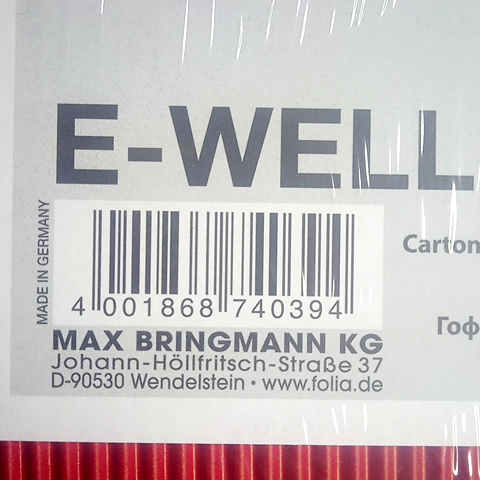 E-WELL
MADE IN GERMANY
4 001868 740394
Carton
Гоф
MAX BRINGMANN KG
Johann-Höllfritsch-Straße 37
D-90530 Wendelstein • www.folia.de